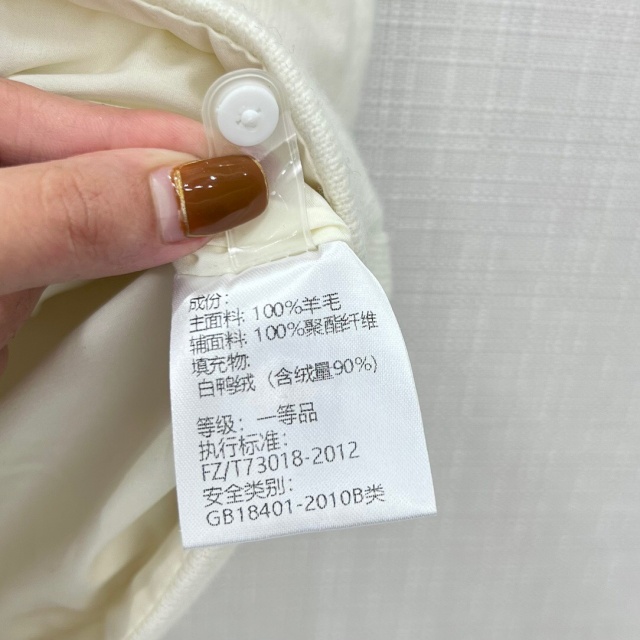 成份:
主面料: 100%羊毛
辅面料: 100%聚酯纤维
填充物:
白鸭绒 (含绒量90%)
等级: 一等品
执行标准:
FZ/T73018-2012
安全类别:
GB18401-2010B类